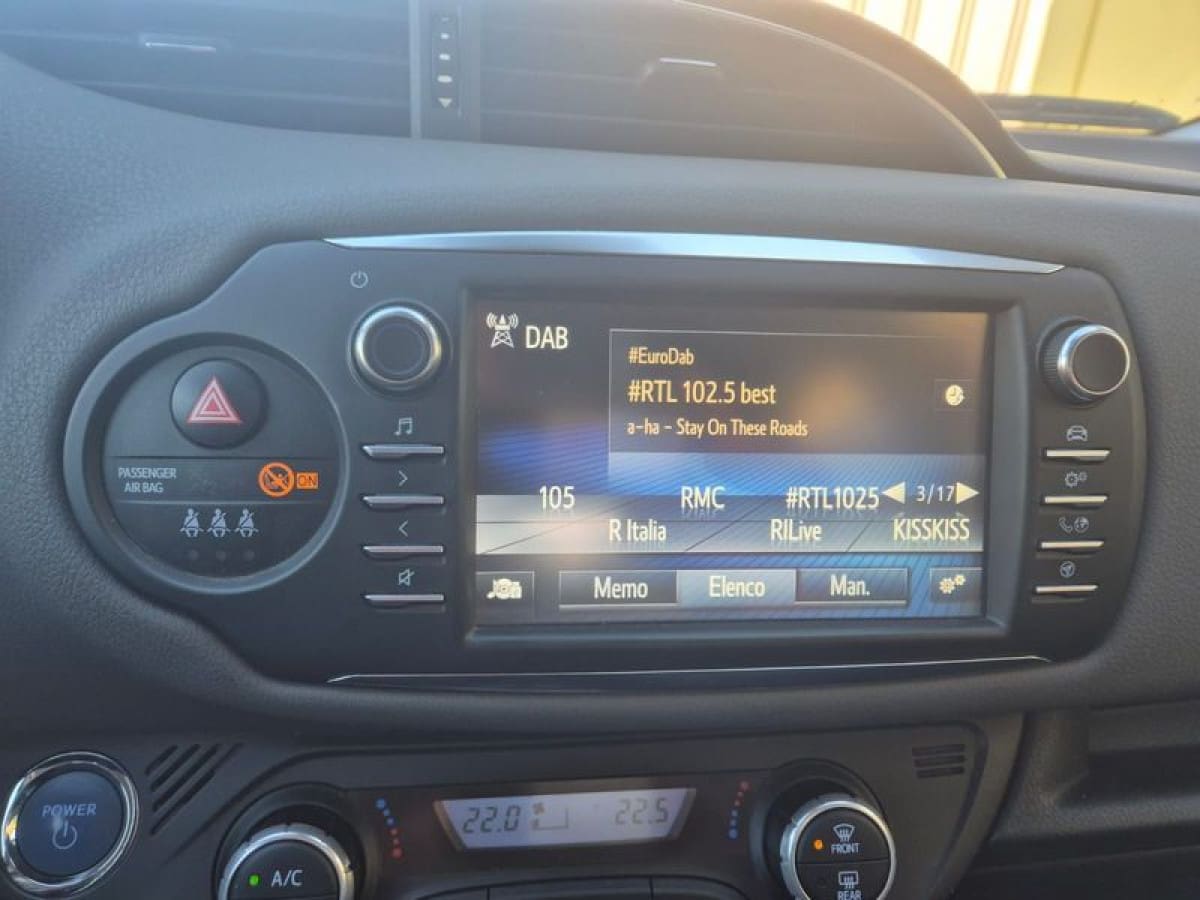 DAB
#EuroDab
#RTL 102.5 best
a-ha - Stay On These Roads
105 RMC #RTL1025 3/17
R Italia RILive KISSKISS
Memo Elenco Man.
PASSENGER
AIR BAG
ON
POWER
22.0 22.5
A/C
FRONT
REAR